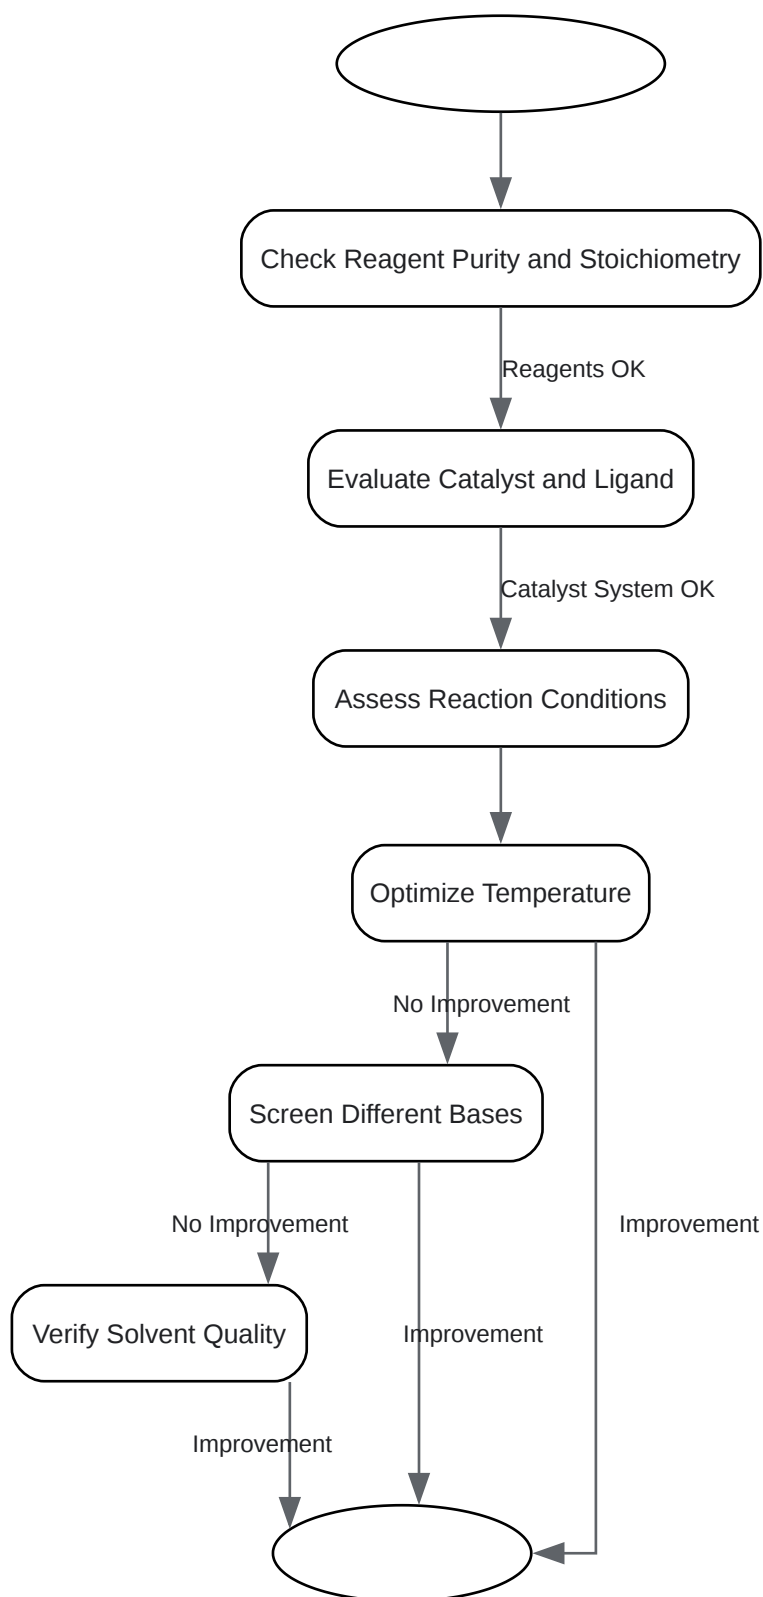 Check Reagent Purity and Stoichiometry
Reagents OK
Evaluate Catalyst and Ligand
Catalyst System OK
Assess Reaction Conditions
Optimize Temperature
No Improvement
Screen Different Bases
No Improvement
Improvement
Verify Solvent Quality
Improvement
Improvement